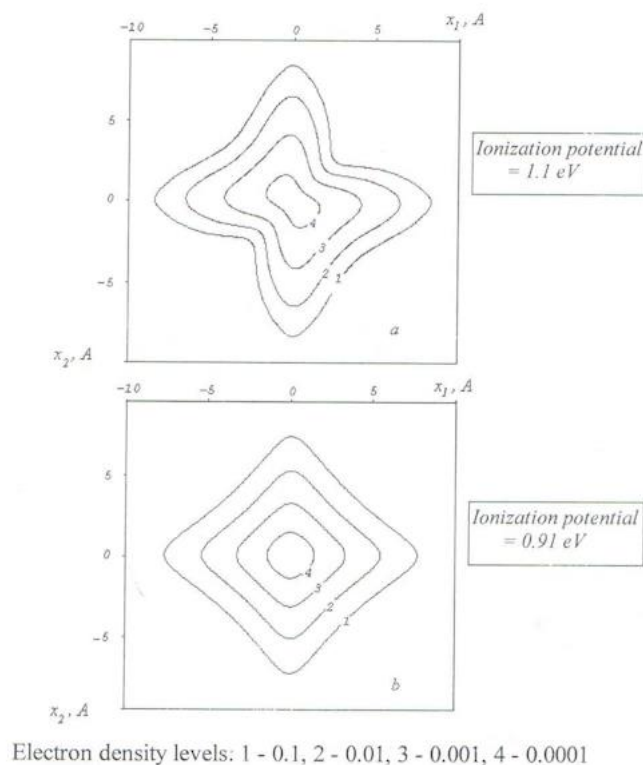 -10 -5 0 5 x₁, A
5
Ionization potential
= 1.1 eV
0
4
3
-5
2 1
a
x₂, A
-10 -5 0 5 x₁, A
5
Ionization potential
= 0.91 eV
0
4
3
2
1
-5
b
x₂, A
Electron density levels: 1 - 0.1, 2 - 0.01, 3 - 0.001, 4 - 0.0001